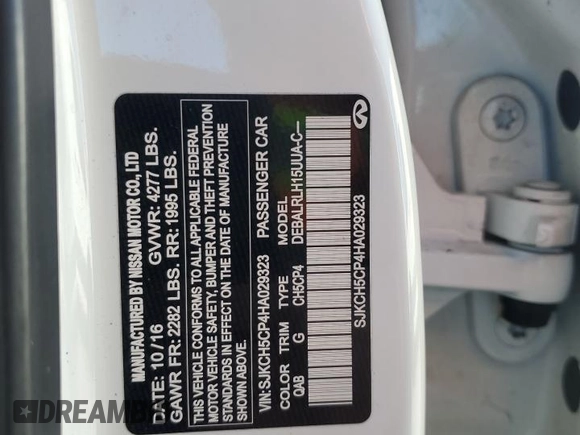 MANUFACTURED BY NISSAN MOTOR CO., LTD
DATE: 10/16 GVWR: 4277 LBS.
GAWR FR: 2282 LBS. RR: 1995 LBS.
THIS VEHICLE CONFORMS TO ALL APPLICABLE FEDERAL
MOTOR VEHICLE SAFETY, BUMPER AND THEFT PREVENTION
STANDARDS IN EFFECT ON THE DATE OF MANUFACTURE
SHOWN ABOVE.
VIN: SJKCH5CP4HA029323 PASSENGER CAR
COLOR TRIM TYPE MODEL
QAB G CH5CP4 DEBALRLH15UUA-C---
SJKCH5CP4HA029323